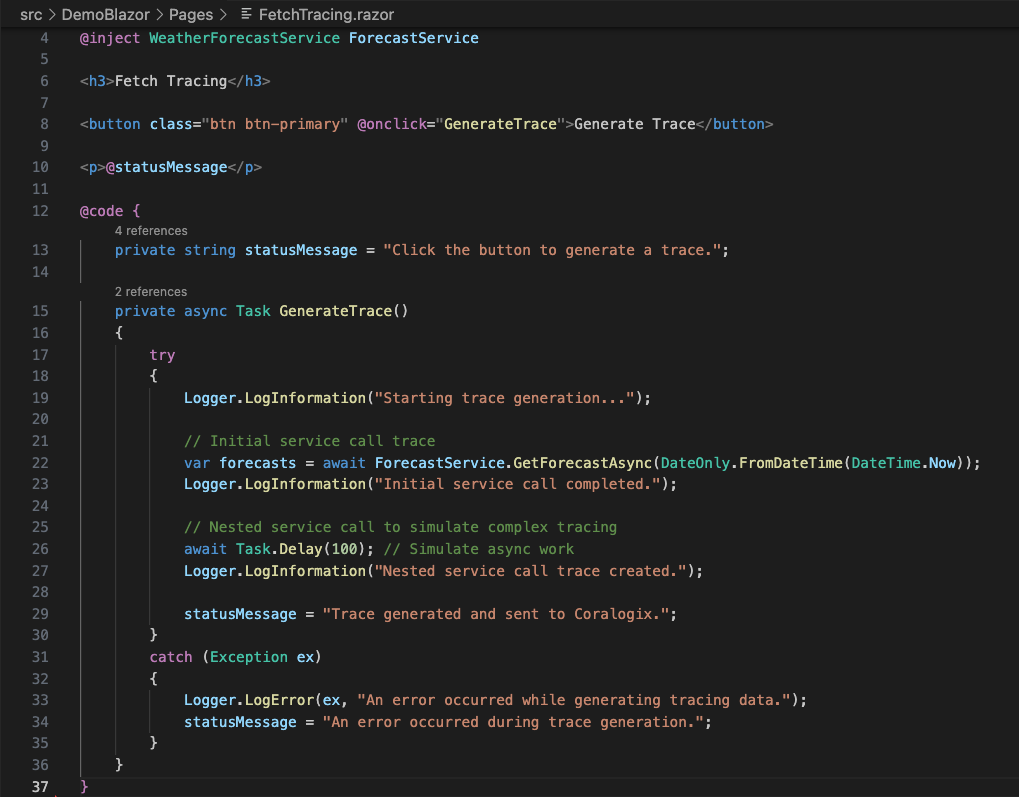 src > DemoBlazor > Pages > FetchTracing.razor
4 @inject WeatherForecastService ForecastService
5
6 <h3>Fetch Tracing</h3>
7
8 <button class="btn btn-primary" @onclick="GenerateTrace">Generate Trace</button>
9
10 <p>@statusMessage</p>
11
12 @code {
4 references
13 private string statusMessage = "Click the button to generate a trace.";
14
2 references
15 private async Task GenerateTrace()
16 {
17 try
18 {
19 Logger.LogInformation("Starting trace generation...");
20
21 // Initial service call trace
22 var forecasts = await ForecastService.GetForecastAsync(DateOnly.FromDateTime(DateTime.Now));
23 Logger.LogInformation("Initial service call completed.");
24
25 // Nested service call to simulate complex tracing
26 await Task.Delay(100); // Simulate async work
27 Logger.LogInformation("Nested service call trace created.");
28
29 statusMessage = "Trace generated and sent to Coralogix.";
30 }
31 catch (Exception ex)
32 {
33 Logger.LogError(ex, "An error occurred while generating tracing data.");
34 statusMessage = "An error occurred during trace generation.";
35 }
36 }
37 }